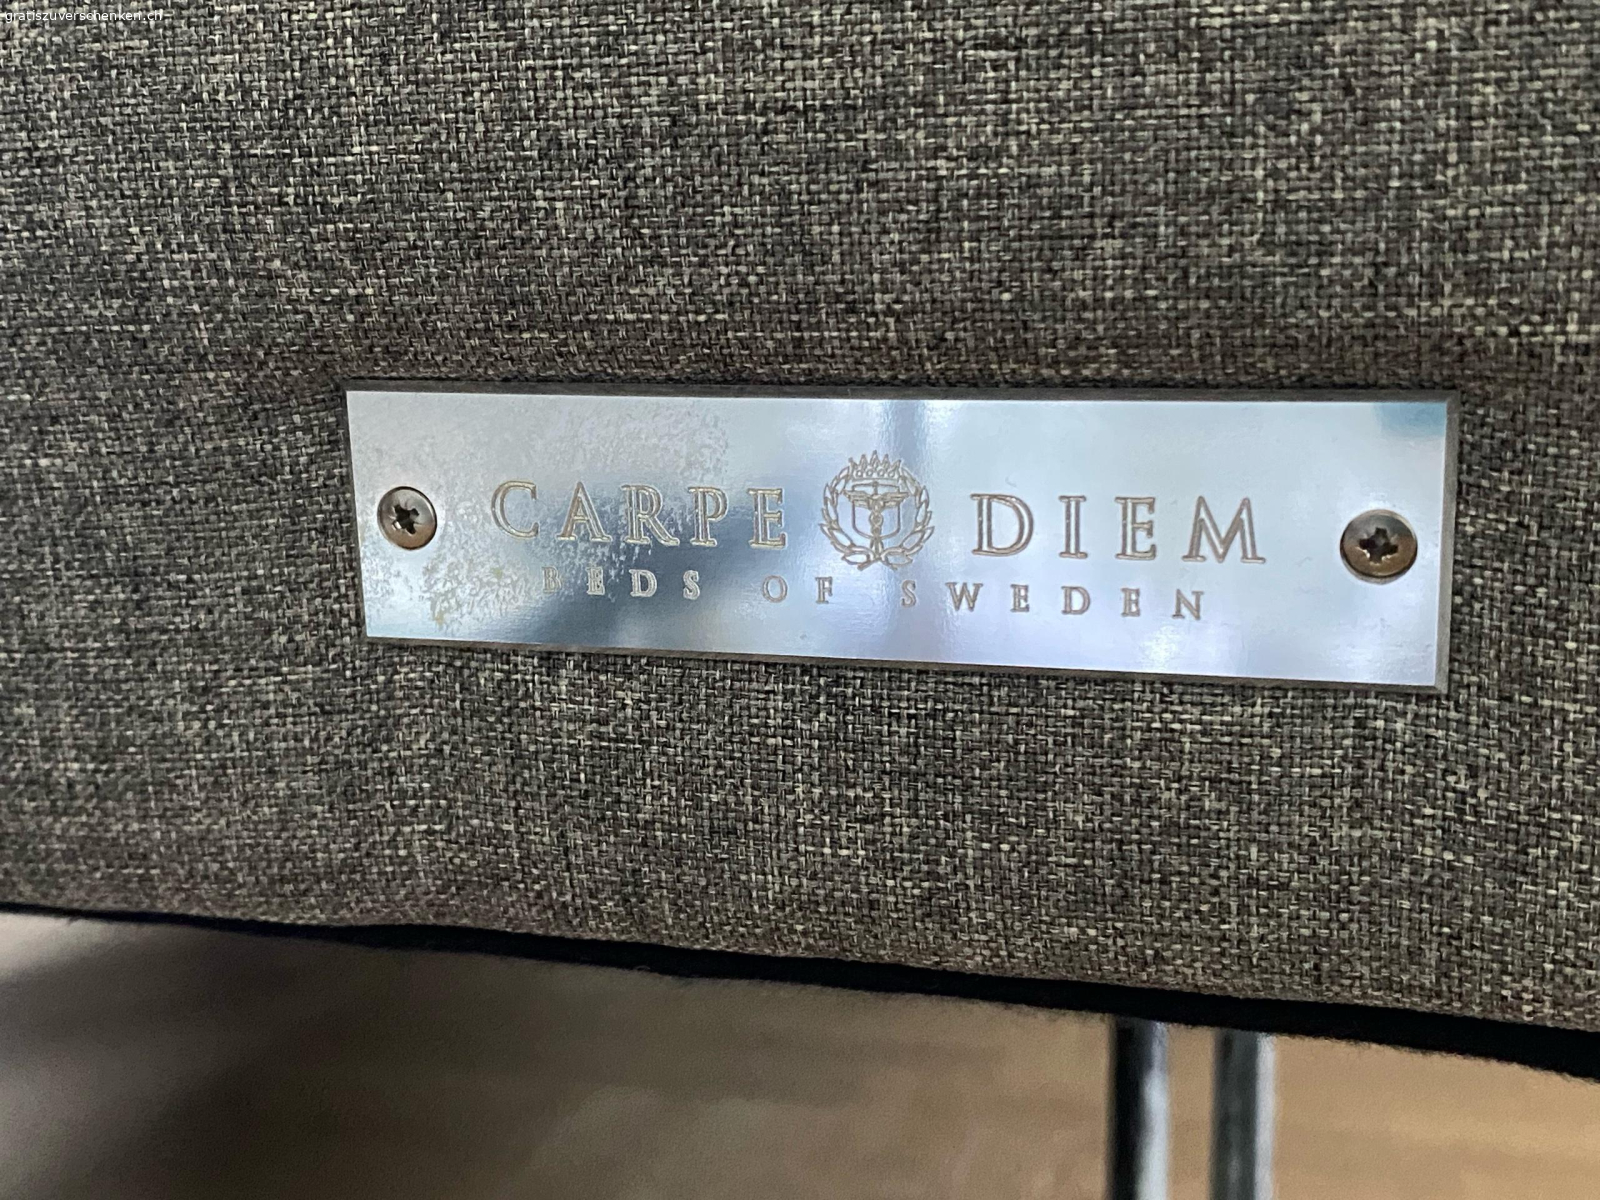 gratiszuverschenken.ch
CARPE DIEM
BEDS OF SWEDEN